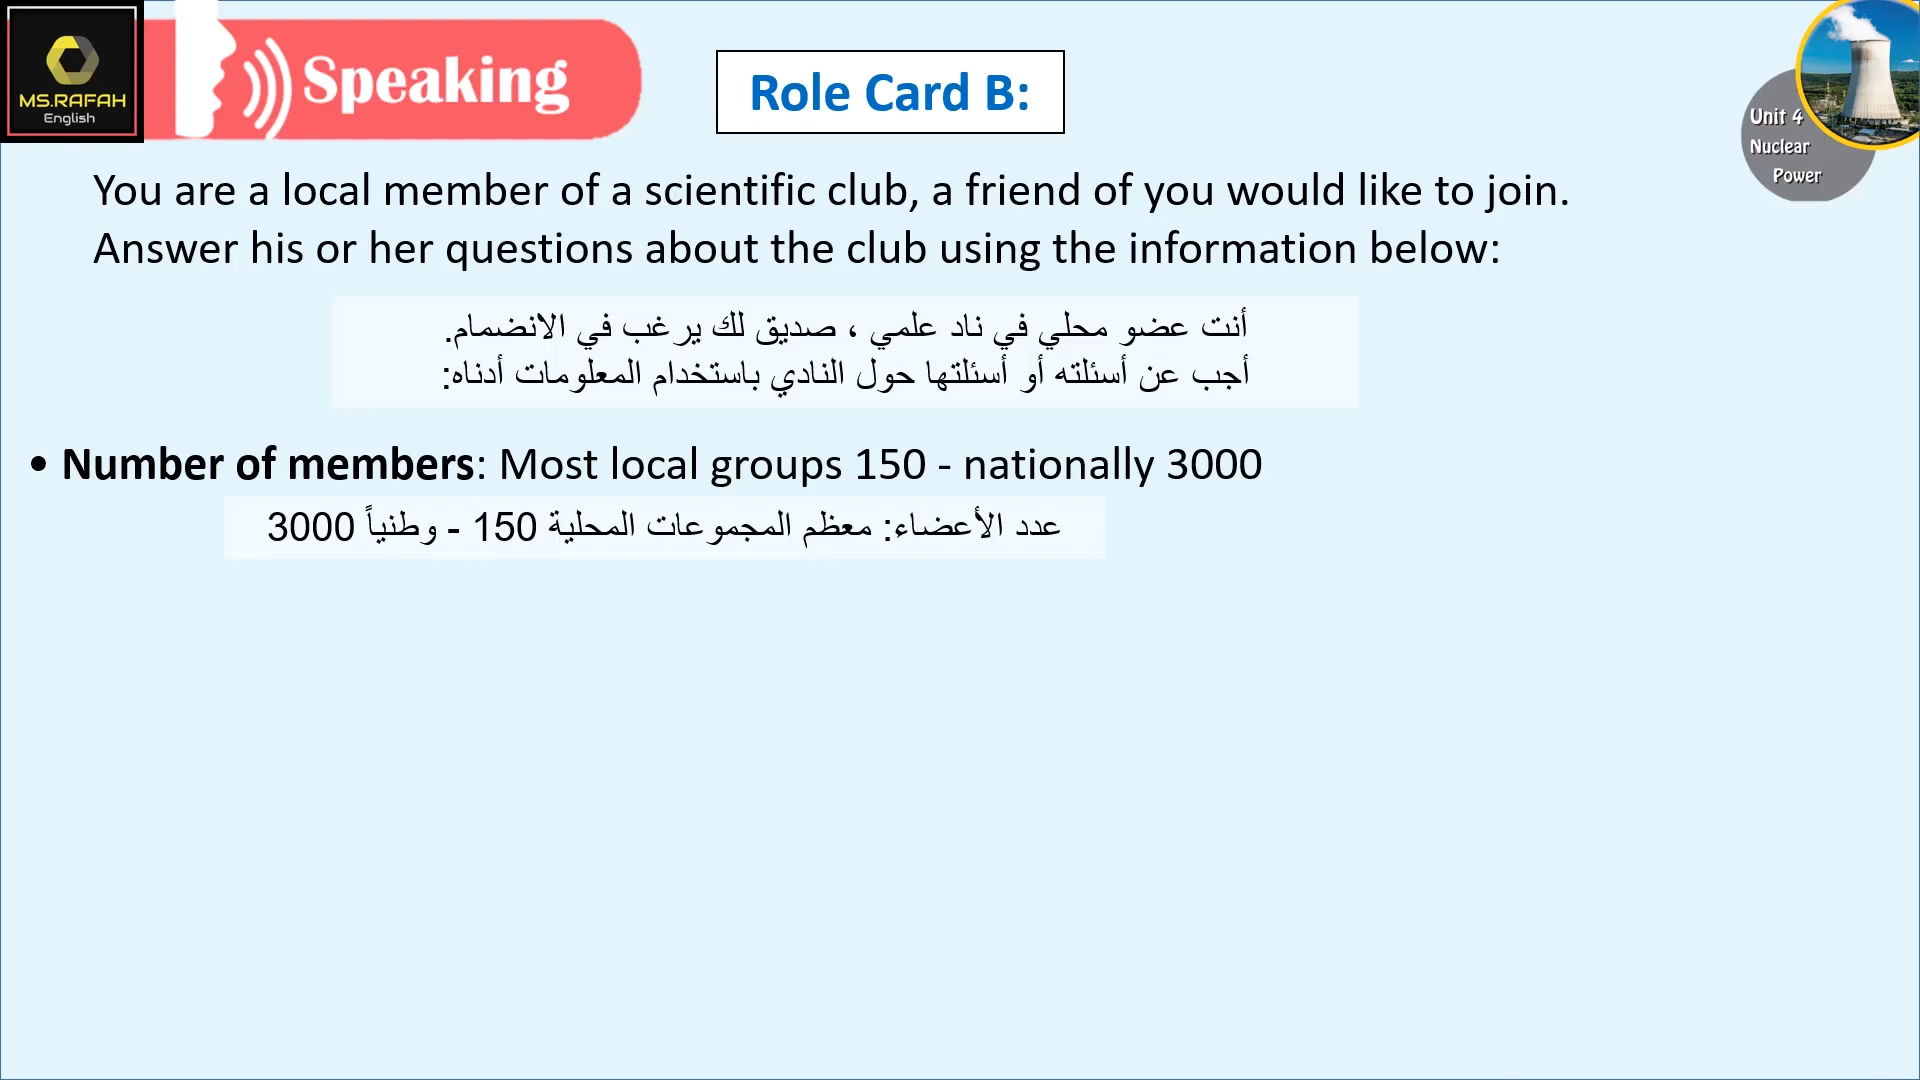 MS.RAFAH
English
Speaking
Role Card B:
Unit 4
Nuclear
Power
You are a local member of a scientific club, a friend of you would like to join.
Answer his or her questions about the club using the information below:
أنت عضو محلي في ناد علمي ، صديق لك يرغب في الانضمام.
أجب عن أسئلته أو أسئلتها حول النادي باستخدام المعلومات أدناه:
• Number of members: Most local groups 150 - nationally 3000
عدد الأعضاء: معظم المجموعات المحلية 150 - وطنياً 3000